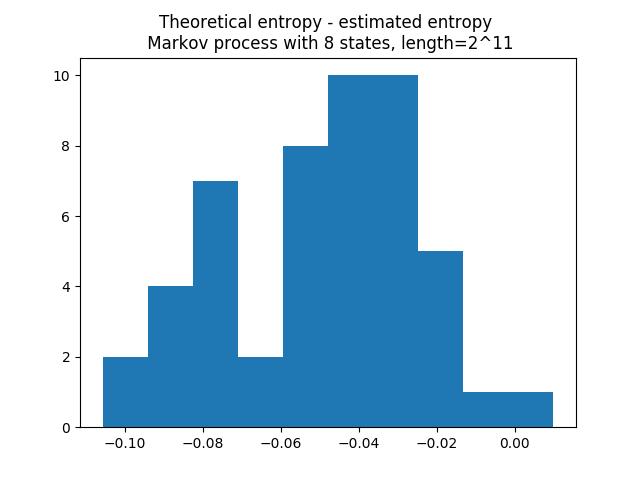 Theoretical entropy - estimated entropy
Markov process with 8 states, length=2^11
10
8
6
4
2
0
−0.10 −0.08 −0.06 −0.04 −0.02 0.00